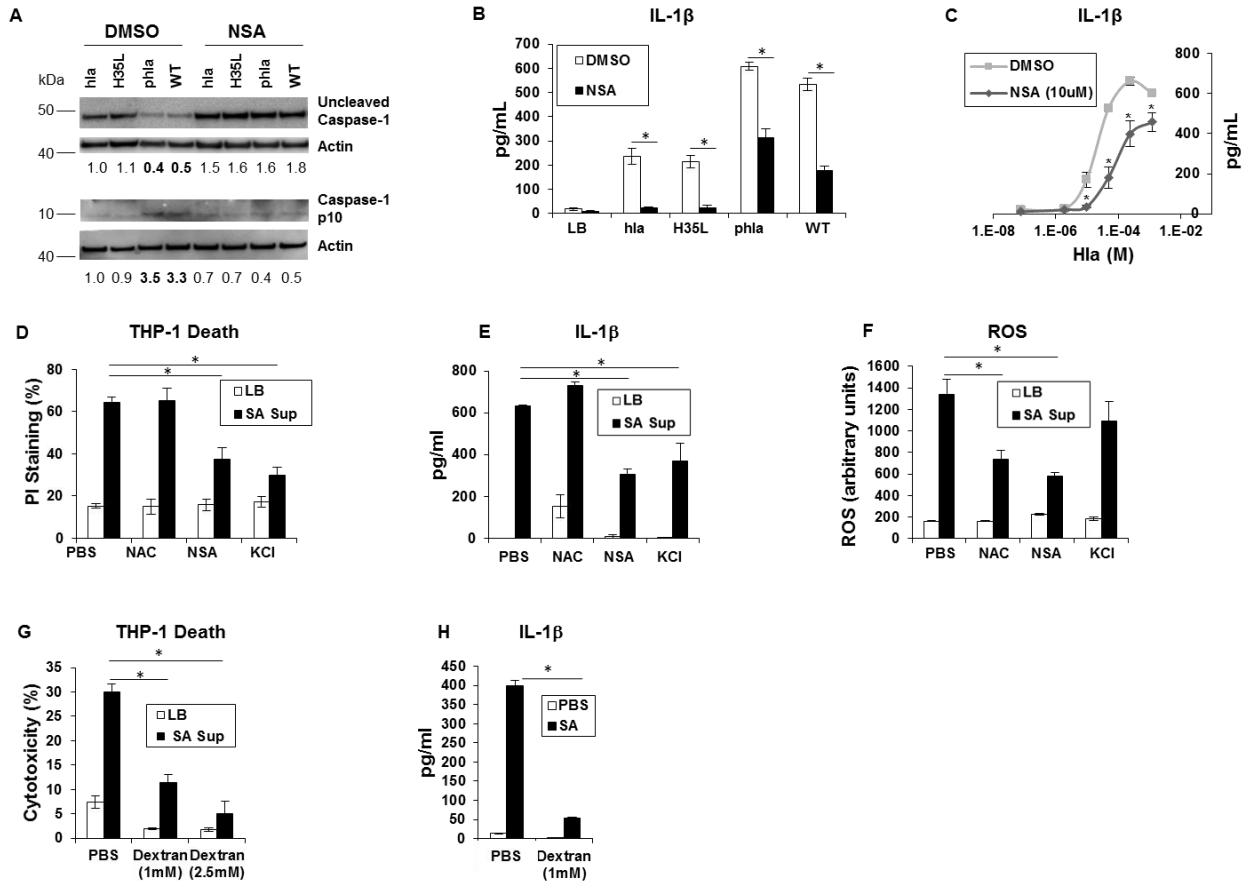 A
DMSO NSA
kDa
hla H35L phla WT hla H35L phla WT
50
Uncleaved
Caspase-1
40
Actin
1.0 1.1 0.4 0.5 1.5 1.6 1.6 1.8
10
Caspase-1
p10
Actin
40
1.0 0.9 3.5 3.3 0.7 0.7 0.4 0.5
B
IL-1β
pg/mL
700
600
500
400
300
200
100
0
DMSO
NSA
* * * *
LB hla H35L phla WT
C
IL-1β
DMSO
NSA (10uM)
800
600
400
200
0
pg/mL
* * * *
1.E-08 1.E-06 1.E-04 1.E-02
Hla (M)
D
THP-1 Death
PI Staining (%)
80
60
40
20
0
*
*
LB
SA Sup
PBS NAC NSA KCl
E
IL-1β
pg/ml
800
600
400
200
0
*
*
LB
SA Sup
PBS NAC NSA KCl
F
ROS
ROS (arbitrary units)
1600
1400
1200
1000
800
600
400
200
0
*
*
LB
SA Sup
PBS NAC NSA KCl
G
THP-1 Death
Cytotoxicity (%)
35
30
25
20
15
10
5
0
*
*
LB
SA Sup
PBS Dextran Dextran
(1mM) (2.5mM)
H
IL-1β
pg/ml
450
400
350
300
250
200
150
100
50
0
*
PBS
SA
PBS Dextran
(1mM)